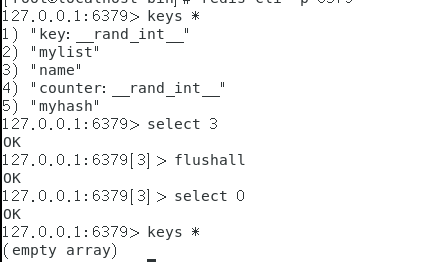 [root@localhost bin]# redis-cli -p 6379
127.0.0.1:6379> keys *
1) "key:__rand_int__"
2) "mylist"
3) "name"
4) "counter:__rand_int__"
5) "myhash"
127.0.0.1:6379> select 3
OK
127.0.0.1:6379[3]> flushall
OK
127.0.0.1:6379[3]> select 0
OK
127.0.0.1:6379> keys *
(empty array)